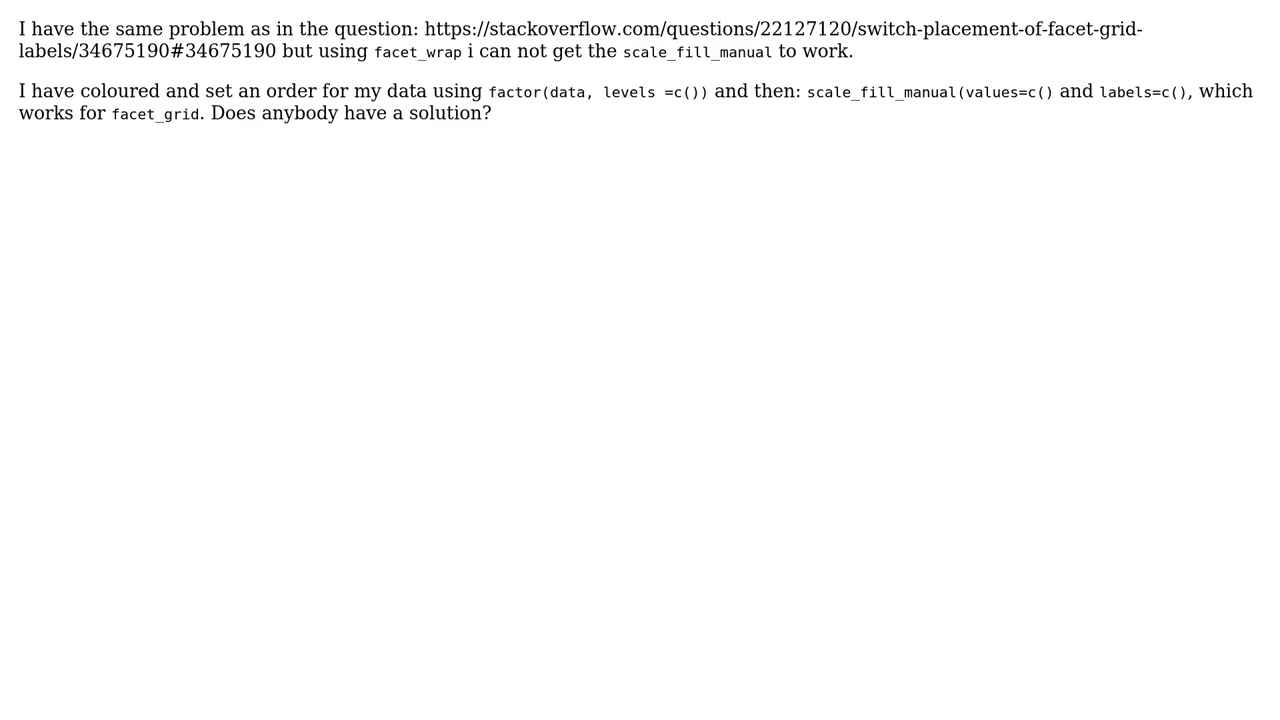 I have the same problem as in the question: https://stackoverflow.com/questions/22127120/switch-placement-of-facet-grid-
labels/34675190#34675190 but using facet_wrap i can not get the scale_fill_manual to work.
I have coloured and set an order for my data using factor(data, levels =c()) and then: scale_fill_manual(values=c() and labels=c(), which
works for facet_grid. Does anybody have a solution?